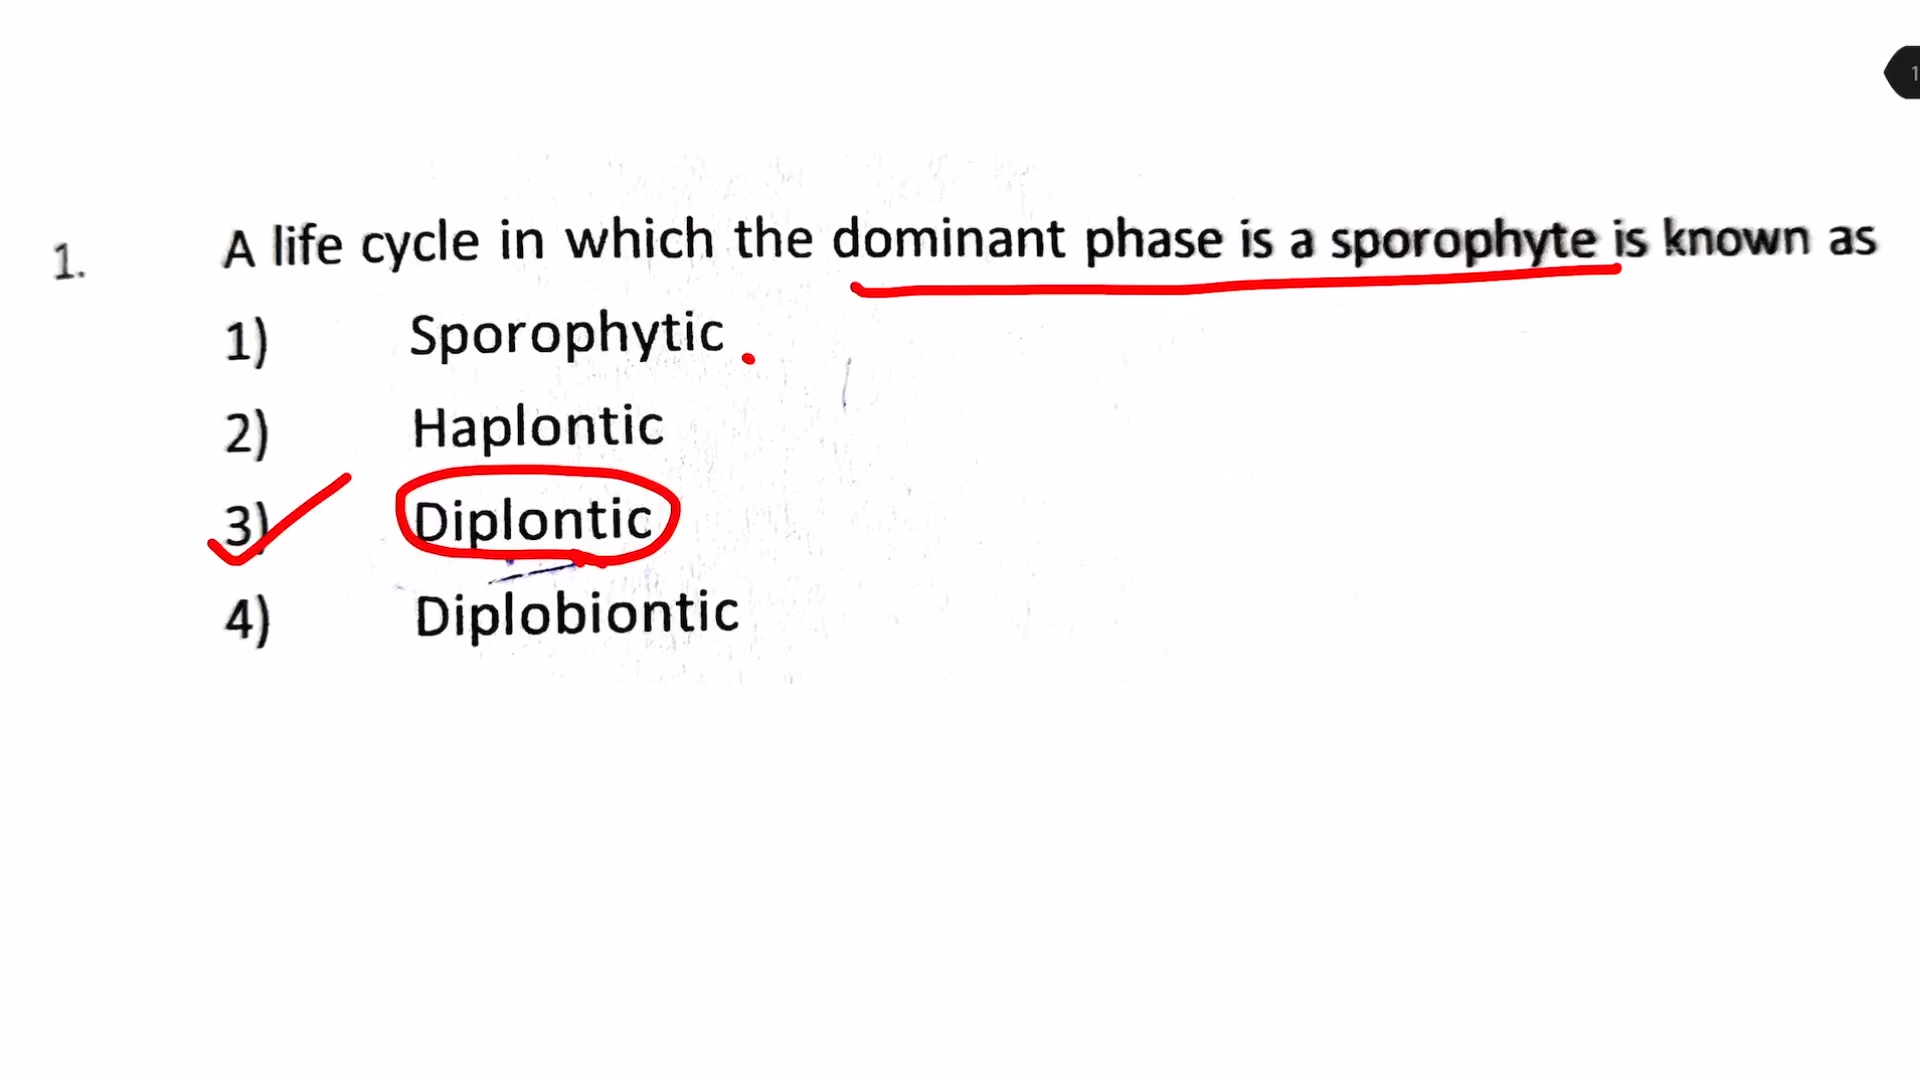 1
1. A life cycle in which the dominant phase is a sporophyte is known as
1) Sporophytic
2) Haplontic
3) Diplontic
4) Diplobiontic